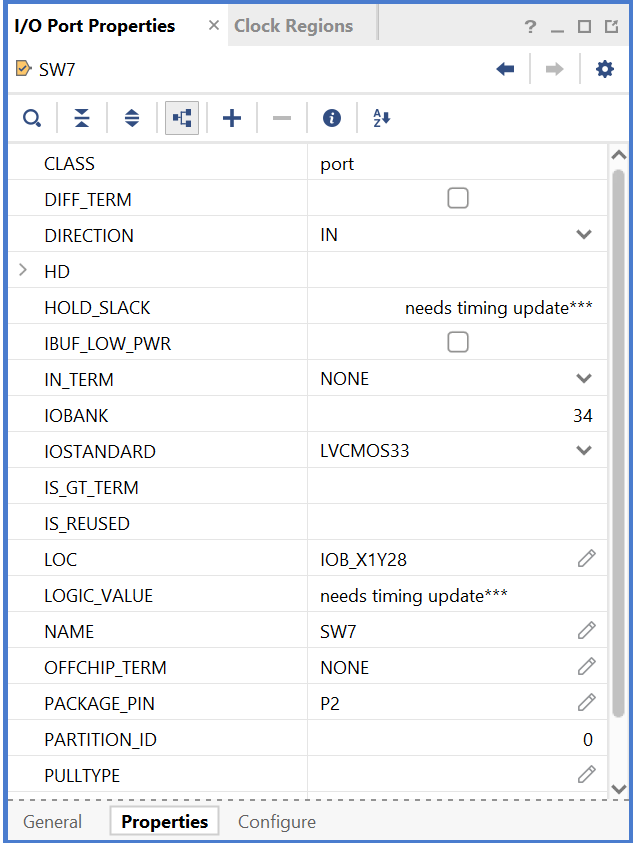 I/O Port Properties × Clock Regions ? _
SW7
CLASS port
DIFF_TERM
DIRECTION IN
HD
HOLD_SLACK needs timing update***
IBUF_LOW_PWR
IN_TERM NONE
IOBANK 34
IOSTANDARD LVCMOS33
IS_GT_TERM
IS_REUSED
LOC IOB_X1Y28
LOGIC_VALUE needs timing update***
NAME SW7
OFFCHIP_TERM NONE
PACKAGE_PIN P2
PARTITION_ID 0
PULLTYPE
General Properties Configure